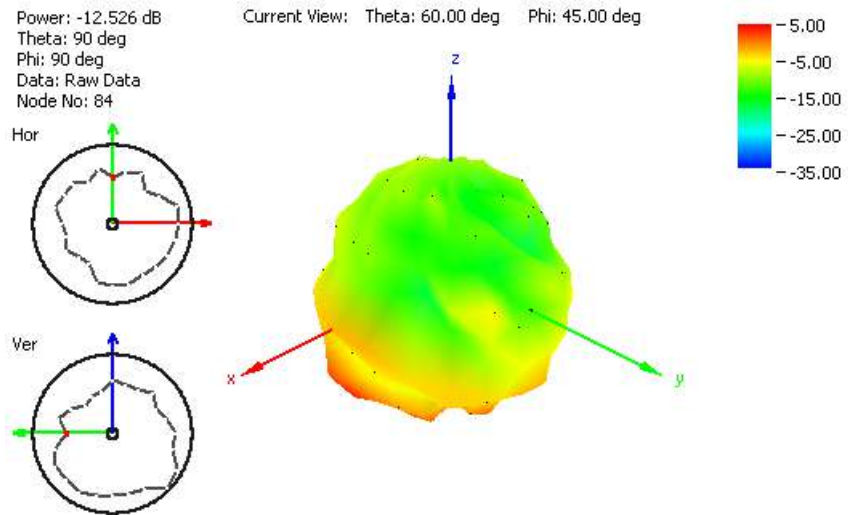 Power: -12.526 dB
Theta: 90 deg
Phi: 90 deg
Data: Raw Data
Node No: 84
Current View: Theta: 60.00 deg Phi: 45.00 deg
5.00
-5.00
-15.00
-25.00
-35.00
Hor
Ver
z
x
y